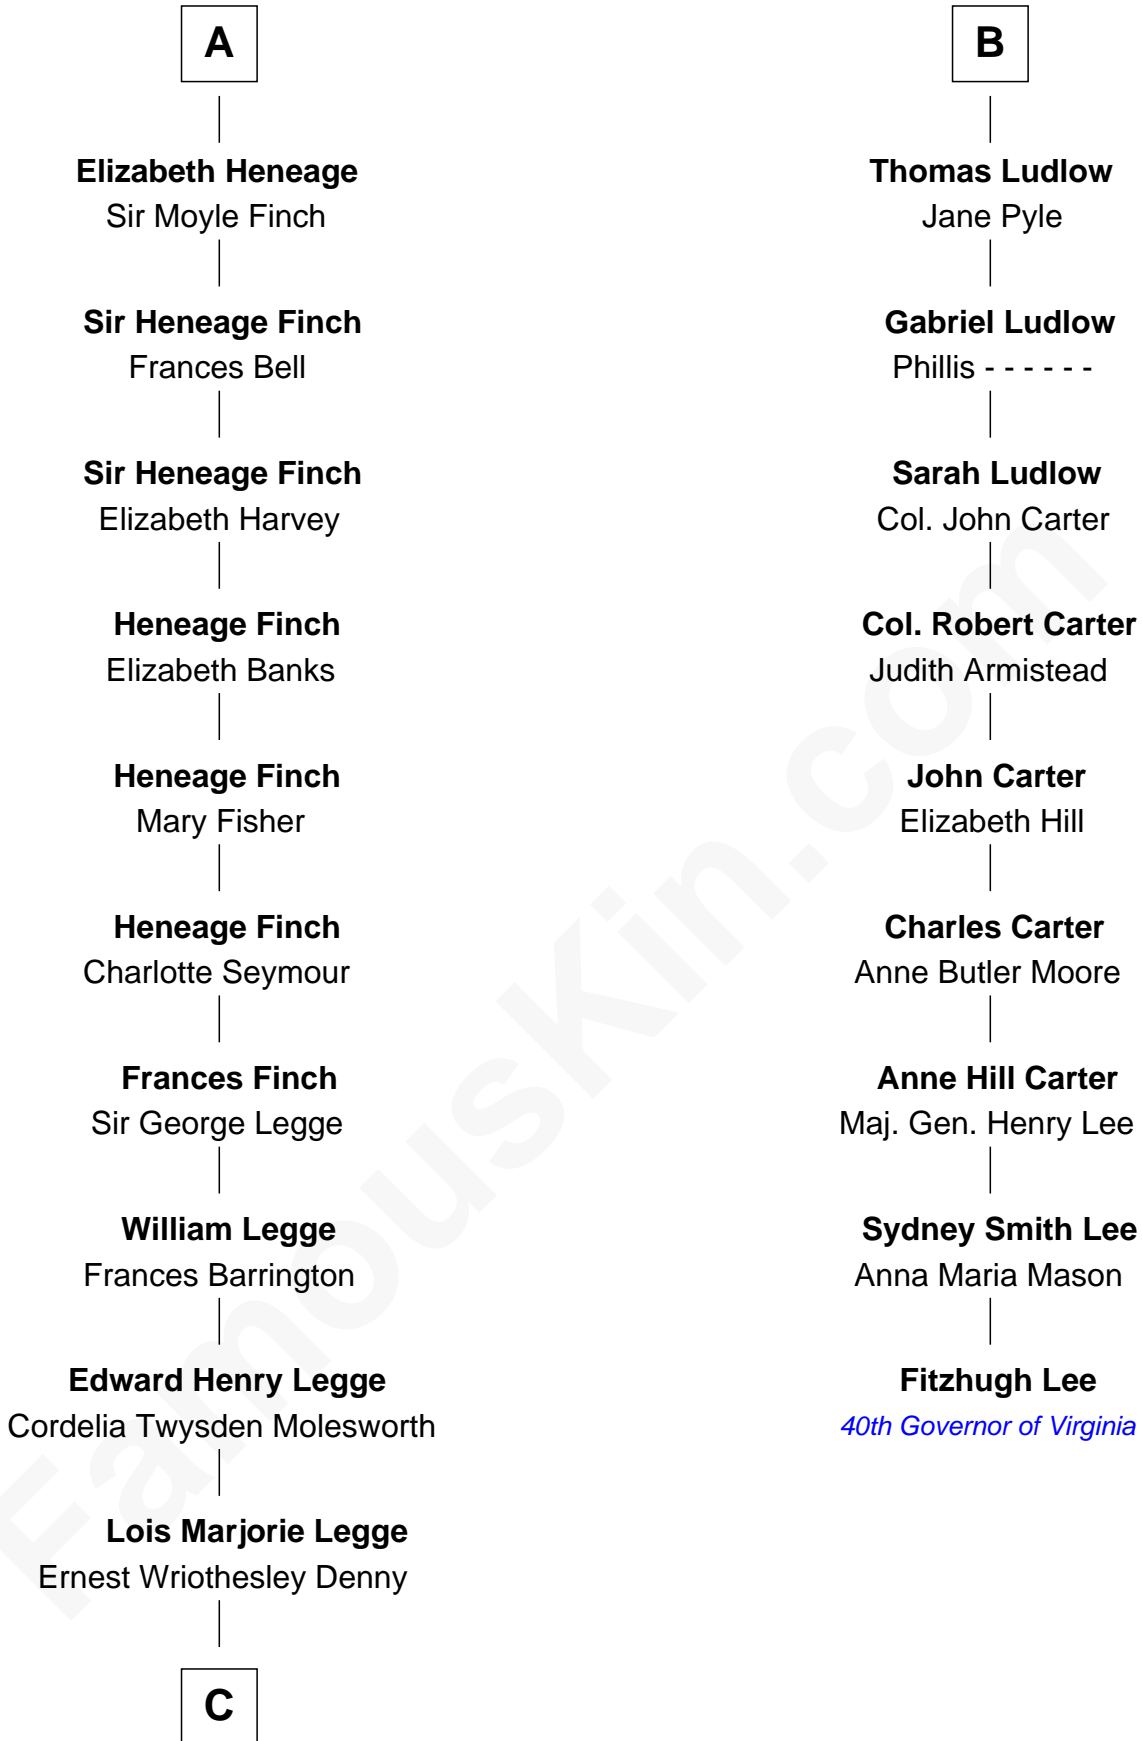 A
Elizabeth Heneage
Sir Moyle Finch
Sir Heneage Finch
Frances Bell
Sir Heneage Finch
Elizabeth Harvey
Heneage Finch
Elizabeth Banks
Heneage Finch
Mary Fisher
Heneage Finch
Charlotte Seymour
Frances Finch
Sir George Legge
William Legge
Frances Barrington
Edward Henry Legge
Cordelia Twysden Molesworth
Lois Marjorie Legge
Ernest Wriothesley Denny
C
B
Thomas Ludlow
Jane Pyle
Gabriel Ludlow
Phillis - - - - - -
Sarah Ludlow
Col. John Carter
Col. Robert Carter
Judith Armistead
John Carter
Elizabeth Hill
Charles Carter
Anne Butler Moore
Anne Hill Carter
Maj. Gen. Henry Lee
Sydney Smith Lee
Anna Maria Mason
Fitzhugh Lee
40th Governor of Virginia
FamousKin.com